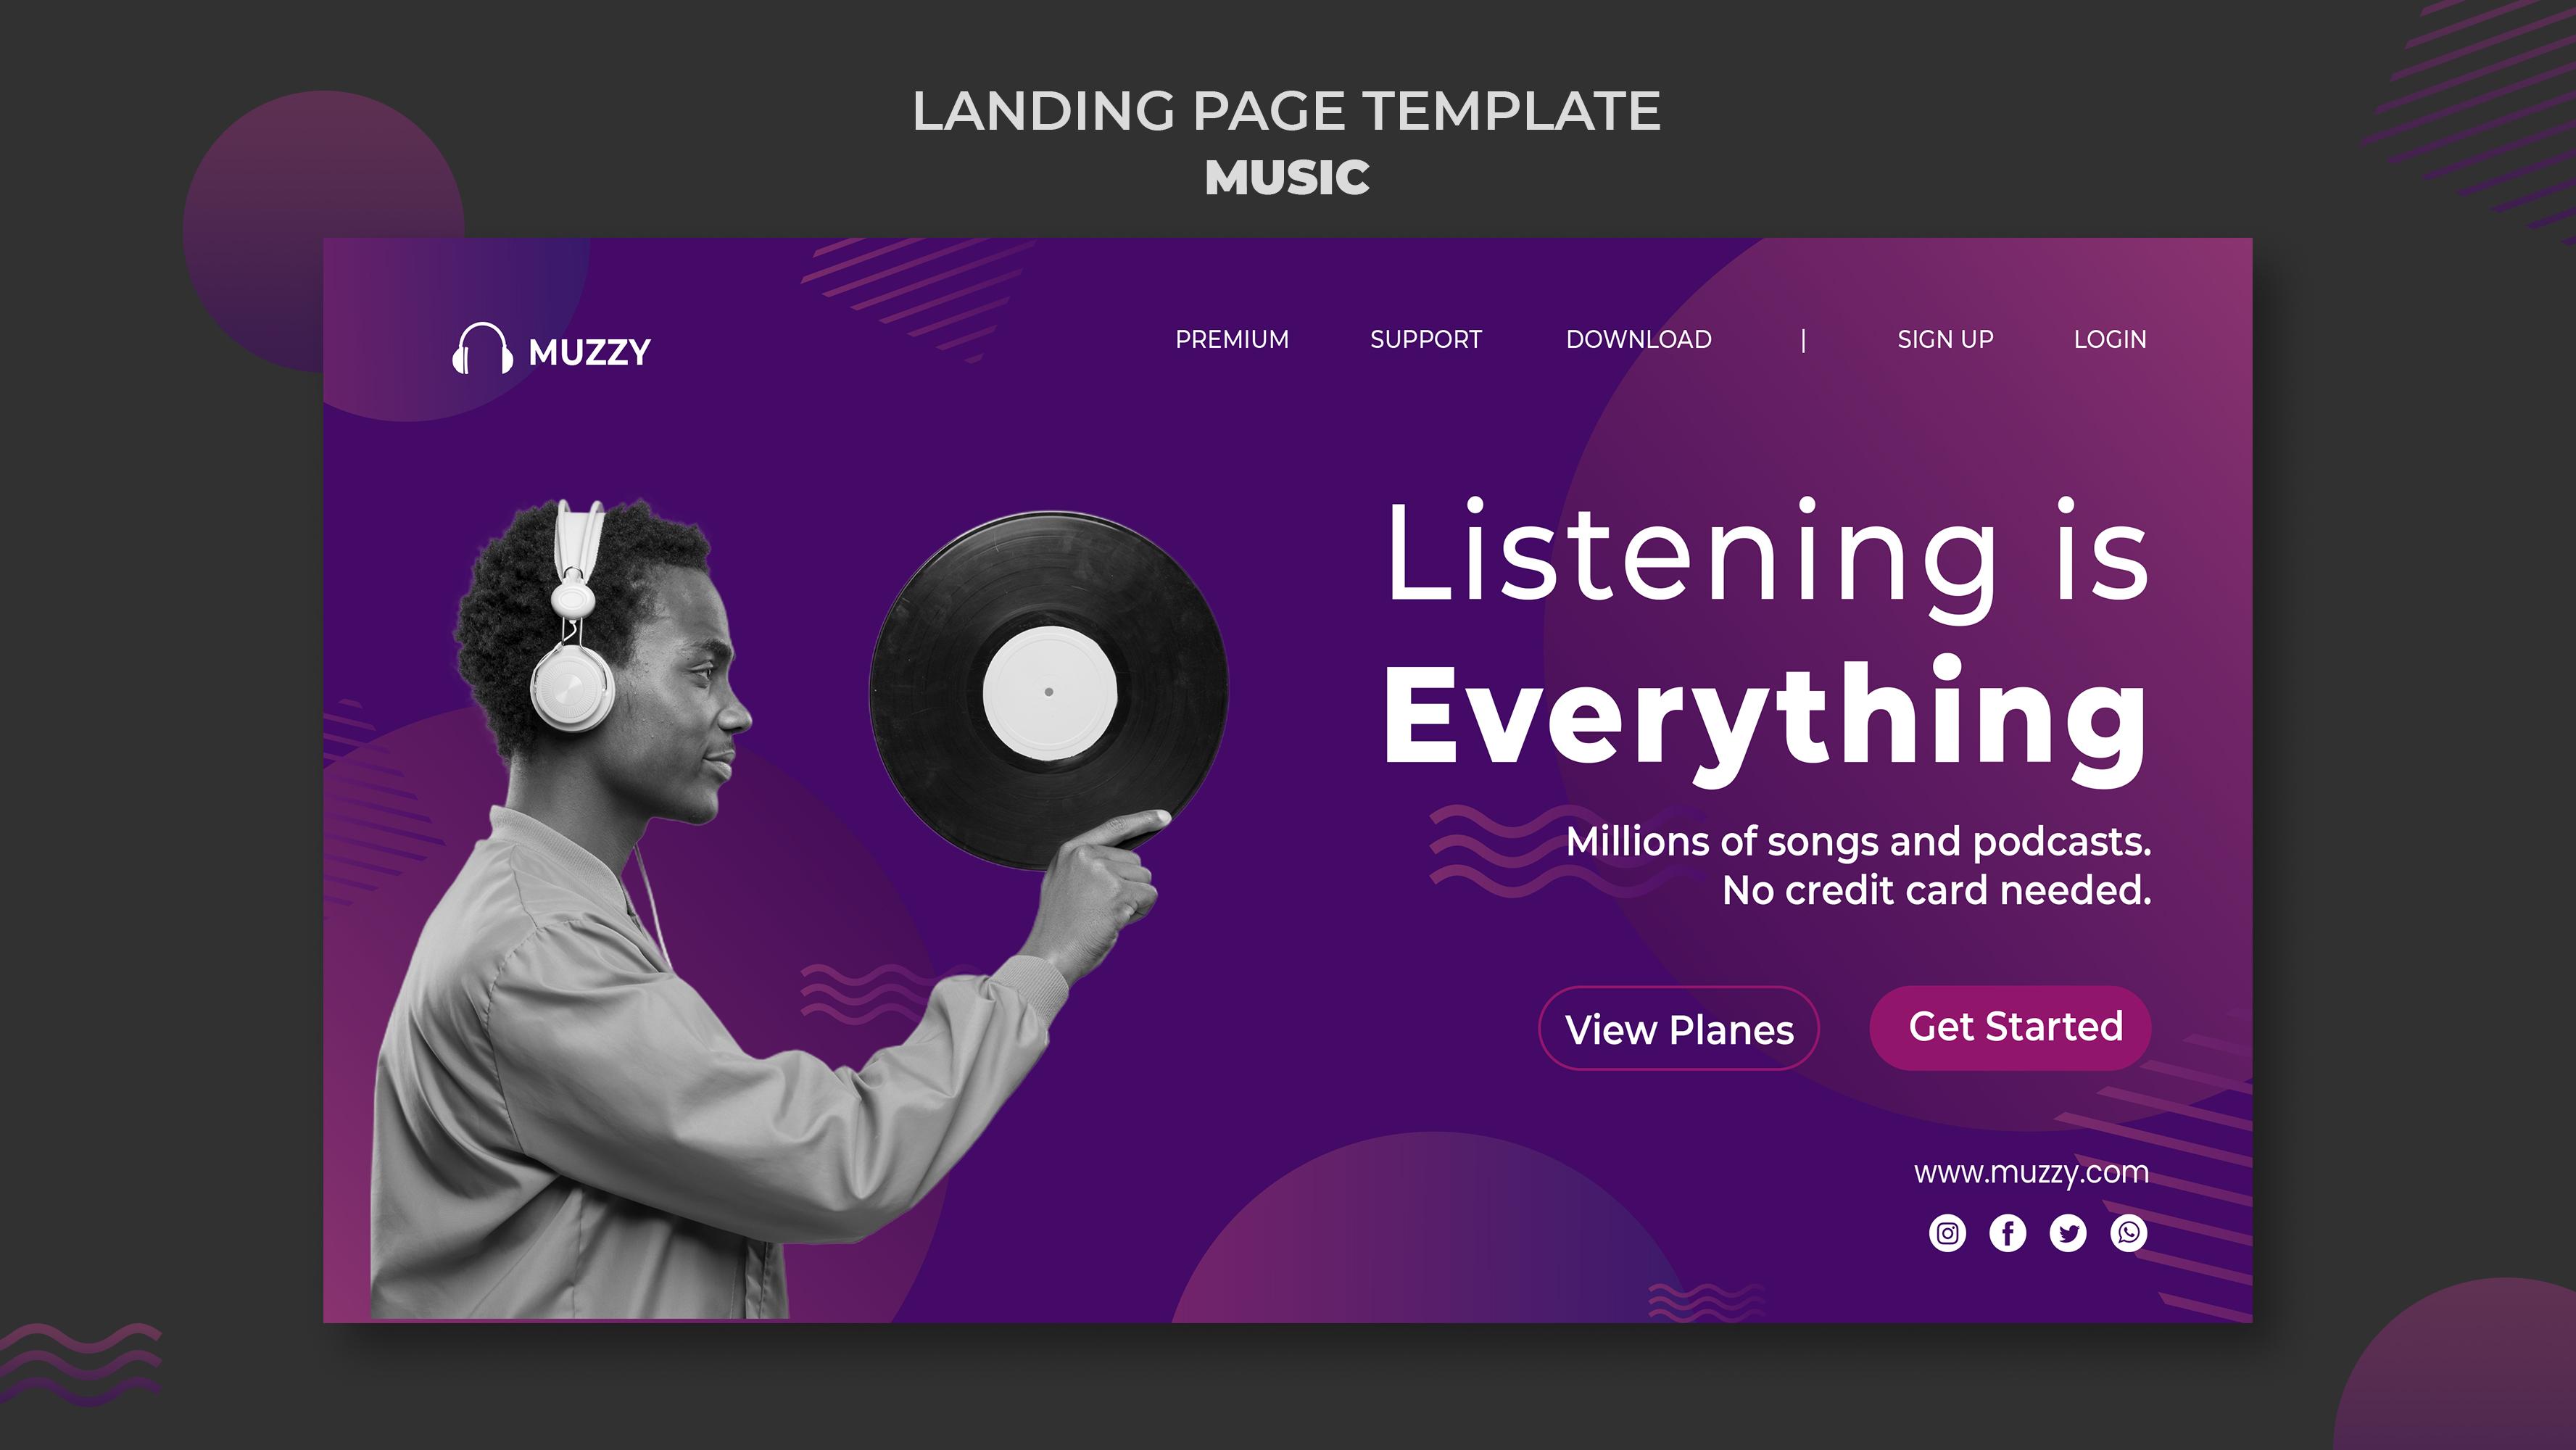 LANDING PAGE TEMPLATE
MUSIC
MUZZY
PREMIUM SUPPORT DOWNLOAD | SIGN UP LOGIN
Listening is
Everything
Millions of songs and podcasts.
No credit card needed.
View Planes Get Started
www.muzzy.com